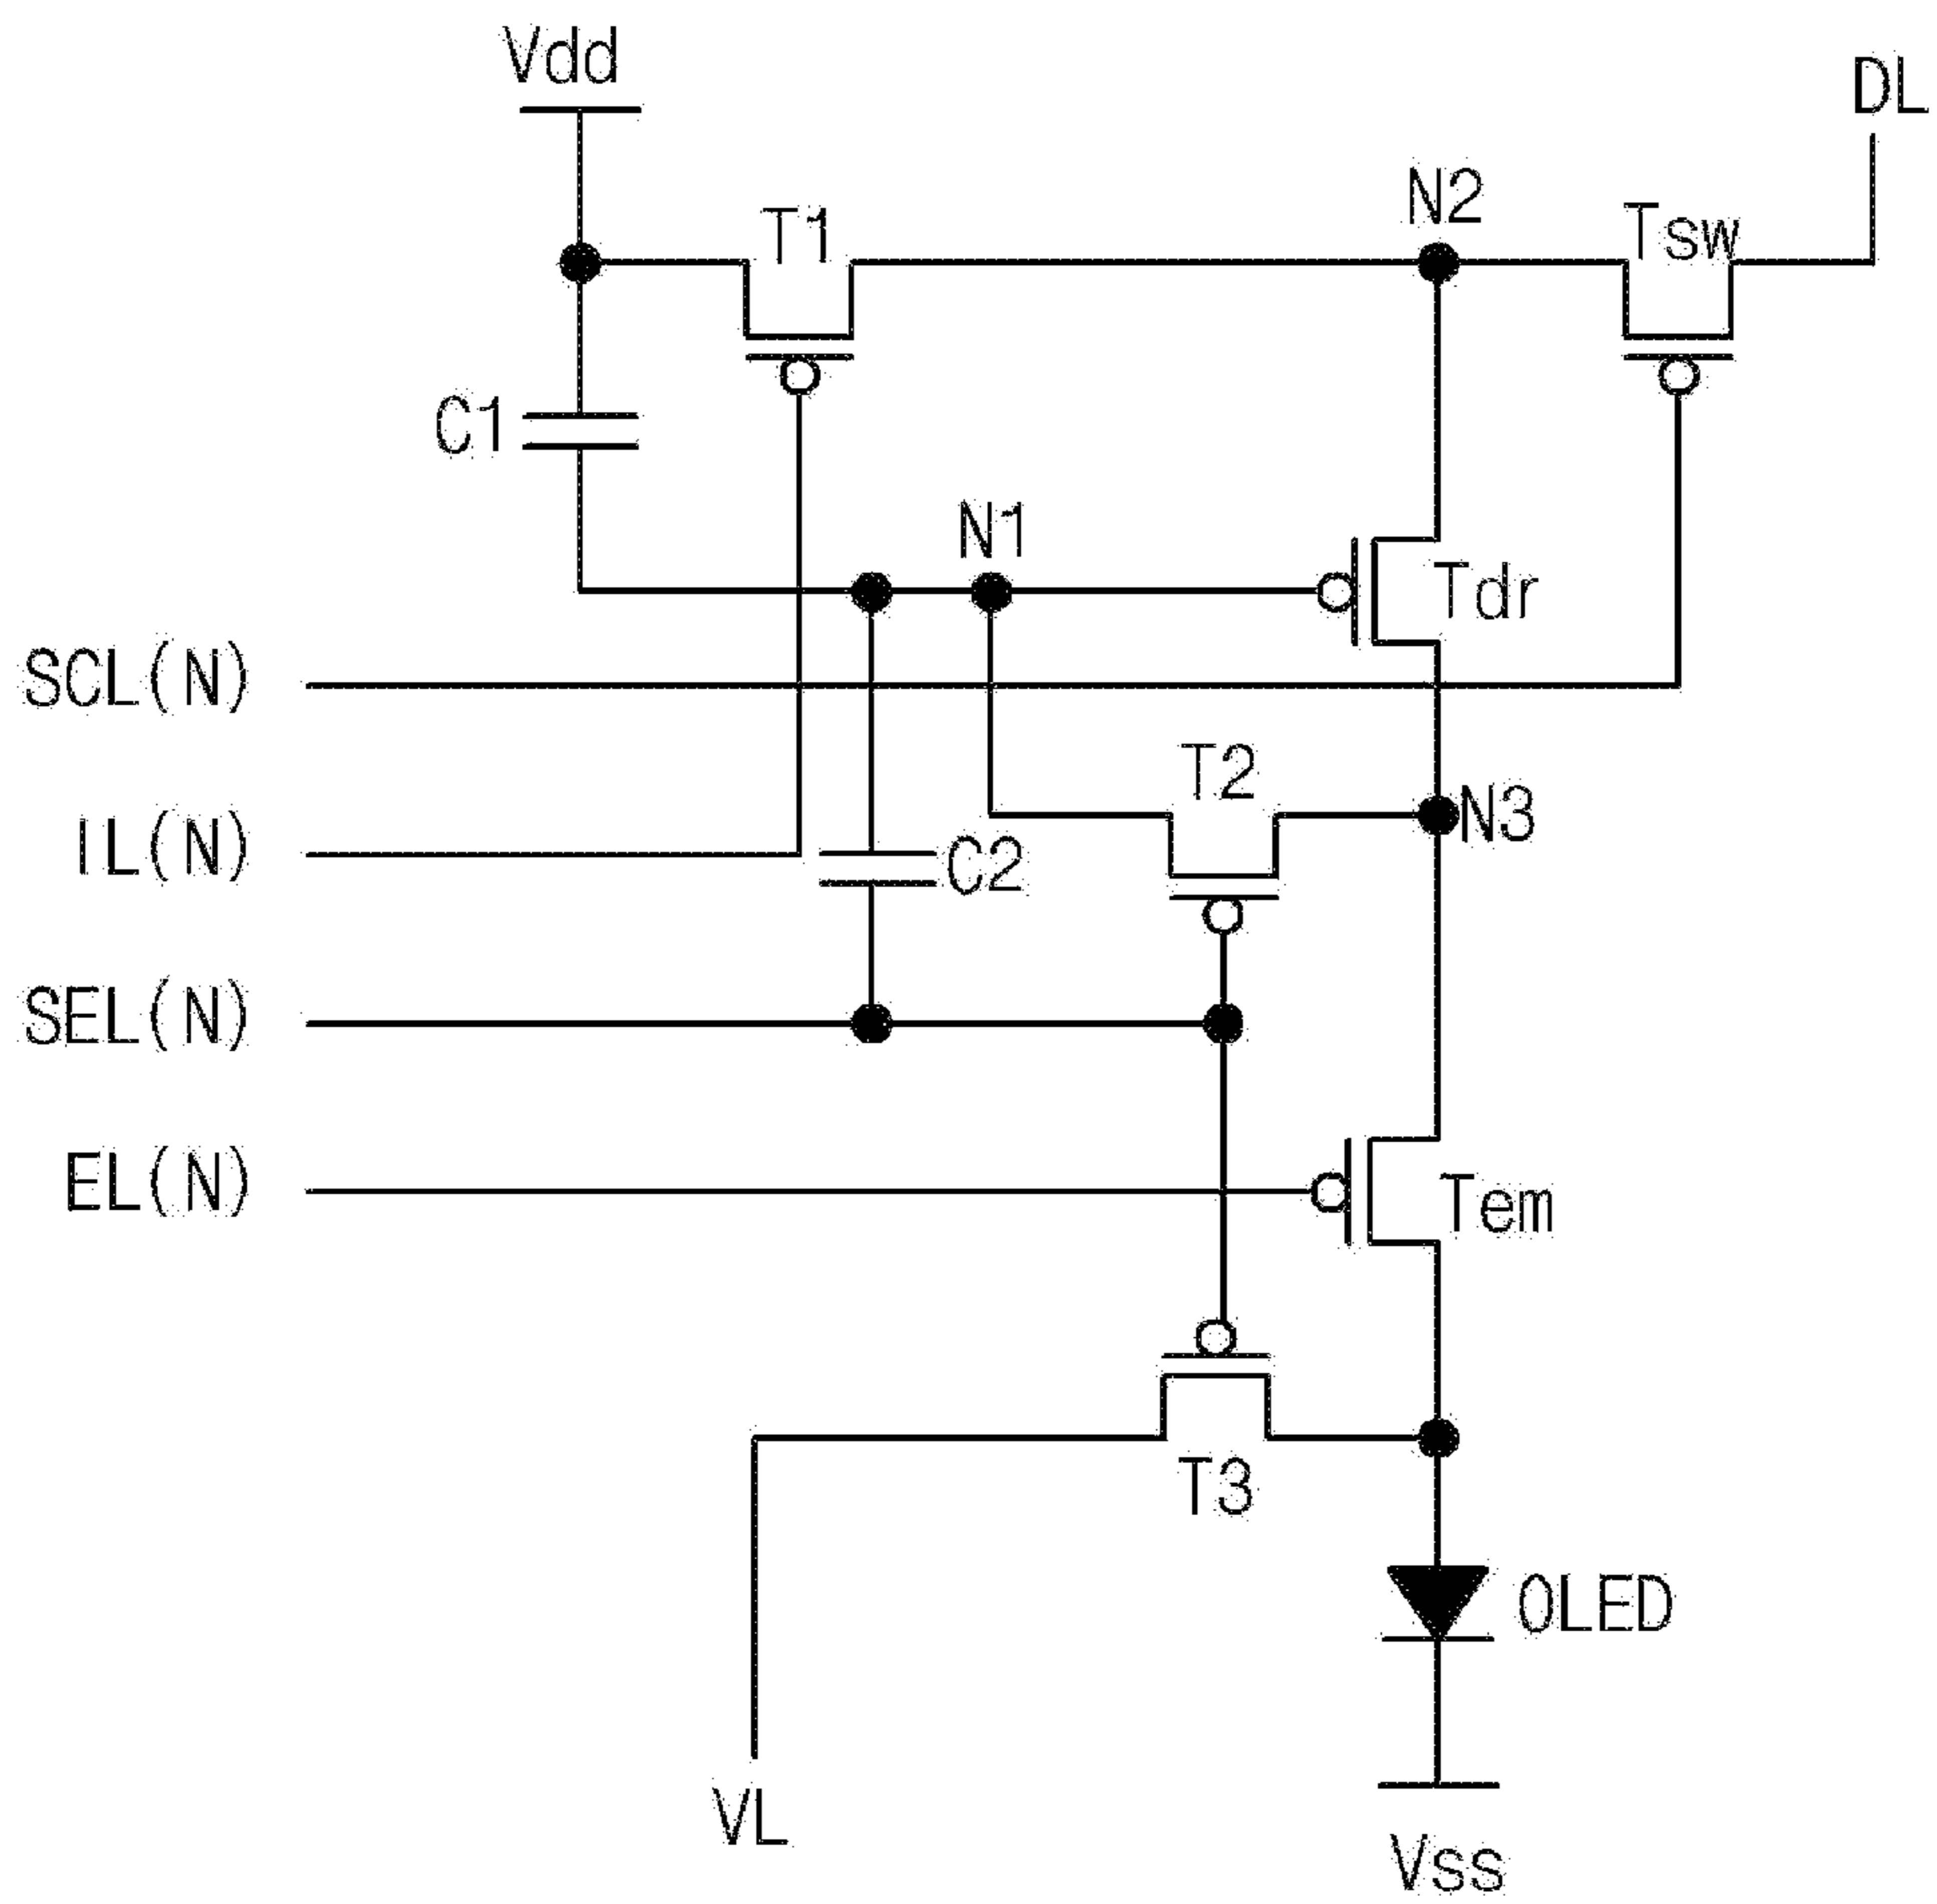 Vdd
DL
N2
T1
Tsw
C1
N1
Tdr
SCL(N)
T2
N3
IL(N)
C2
SEL(N)
EL(N)
Tem
T3
OLED
VL
Vss